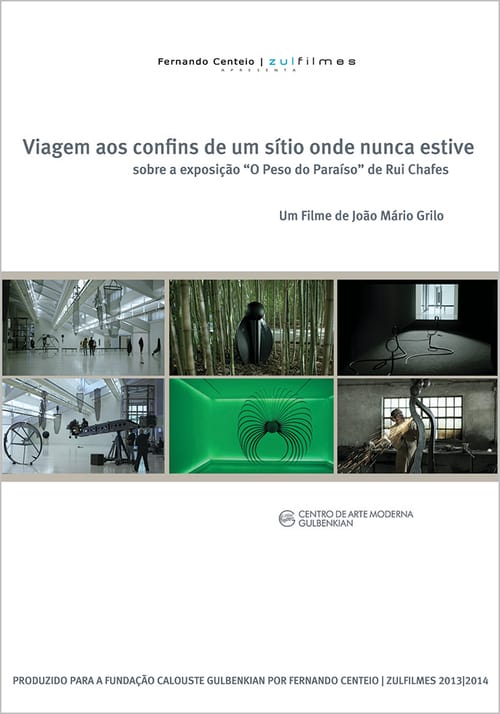 Fernando Centeio | zulfilmes
APRESENTA
Viagem aos confins de um sítio onde nunca estive
sobre a exposição “O Peso do Paraíso” de Rui Chafes
Um Filme de João Mário Grilo
CENTRO DE ARTE MODERNA
GULBENKIAN
PRODUZIDO PARA A FUNDAÇÃO CALOUSTE GULBENKIAN POR FERNANDO CENTEIO | ZULFILMES 2013|2014